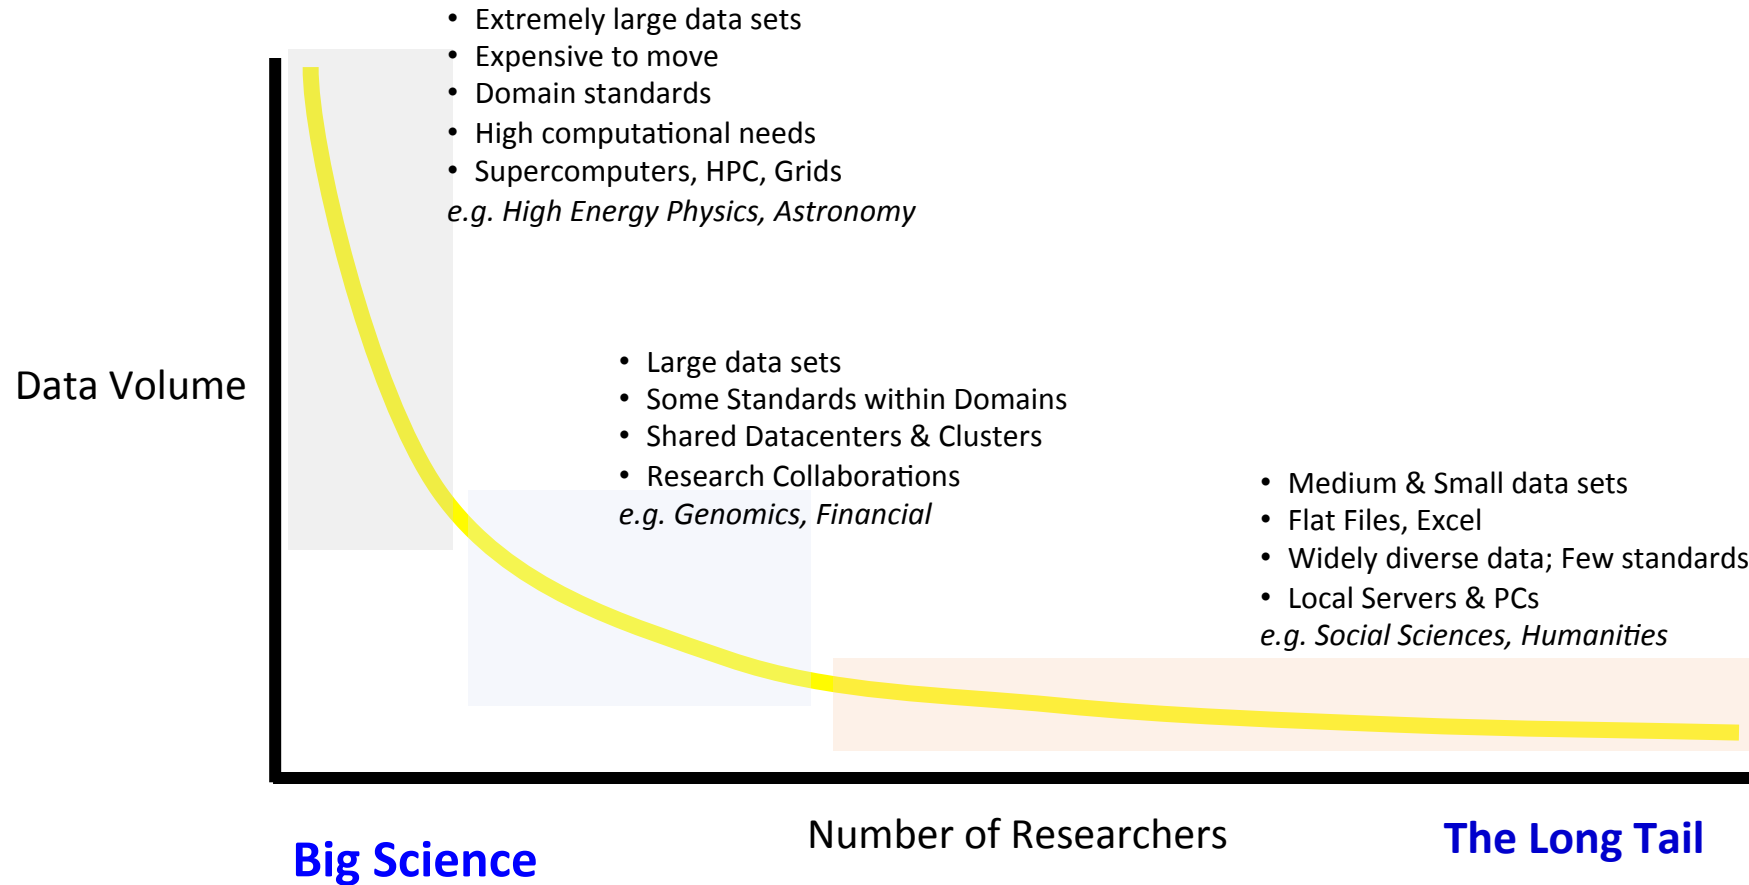 • Extremely large data sets
• Expensive to move
• Domain standards
• High computational needs
• Supercomputers, HPC, Grids
e.g. High Energy Physics, Astronomy
Data Volume
• Large data sets
• Some Standards within Domains
• Shared Datacenters & Clusters
• Research Collaborations
e.g. Genomics, Financial
• Medium & Small data sets
• Flat Files, Excel
• Widely diverse data; Few standards
• Local Servers & PCs
e.g. Social Sciences, Humanities
Big Science
Number of Researchers
The Long Tail